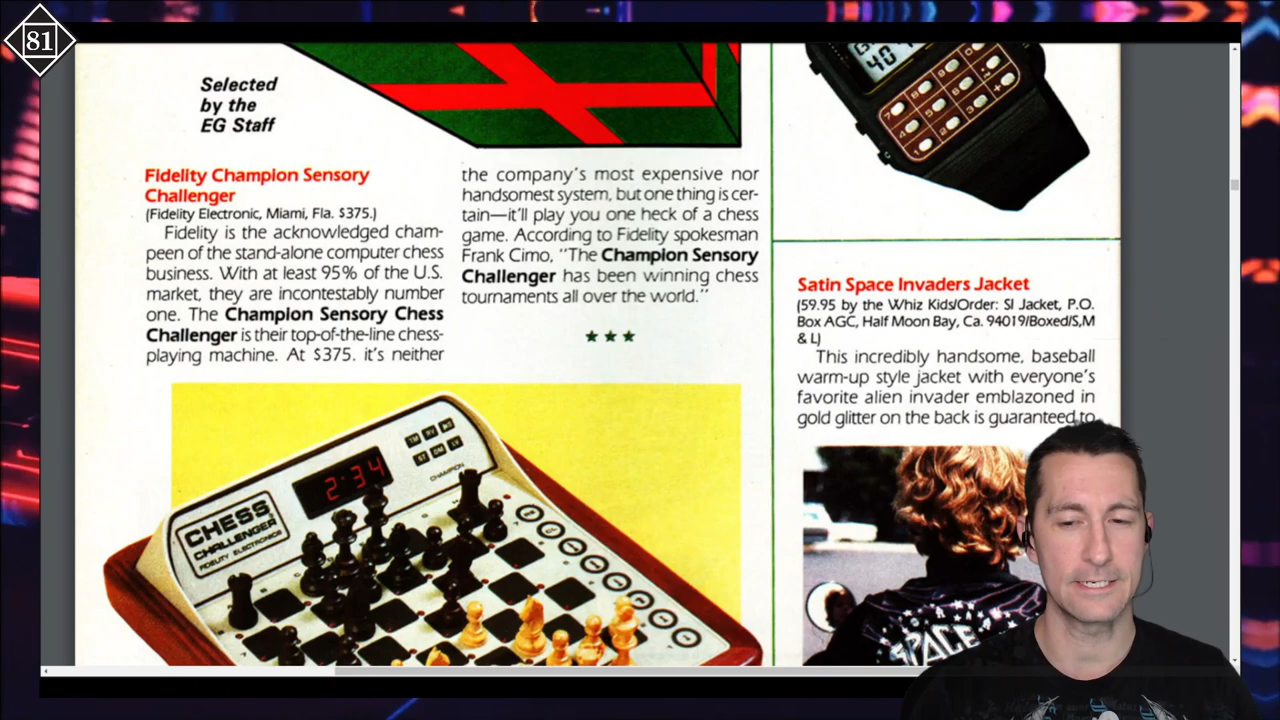 81
Selected
by the
EG Staff
Fidelity Champion Sensory
Challenger
(Fidelity Electronic, Miami, Fla. $375.)
Fidelity is the acknowledged cham-
peen of the stand-alone computer chess
business. With at least 95% of the U.S.
market, they are incontestably number
one. The Champion Sensory Chess
Challenger is their top-of-the-line chess-
playing machine. At $375. it's neither
the company's most expensive nor
handsomest system, but one thing is cer-
tain—it'll play you one heck of a chess
game. According to Fidelity spokesman
Frank Cimo, "The Champion Sensory
Challenger has been winning chess
tournaments all over the world."
★★★
2:34
CHAMPION
CHESS
CHALLENGER
FIDELITY ELECTRONICS
Satin Space Invaders Jacket
(59.95 by the Whiz Kids/Order: SI Jacket, P.O.
Box AGC, Half Moon Bay, Ca. 94019/Boxed/S,M
& L)
This incredibly handsome, baseball
warm-up style jacket with everyone's
favorite alien invader emblazoned in
gold glitter on the back is guaranteed to
SPACE